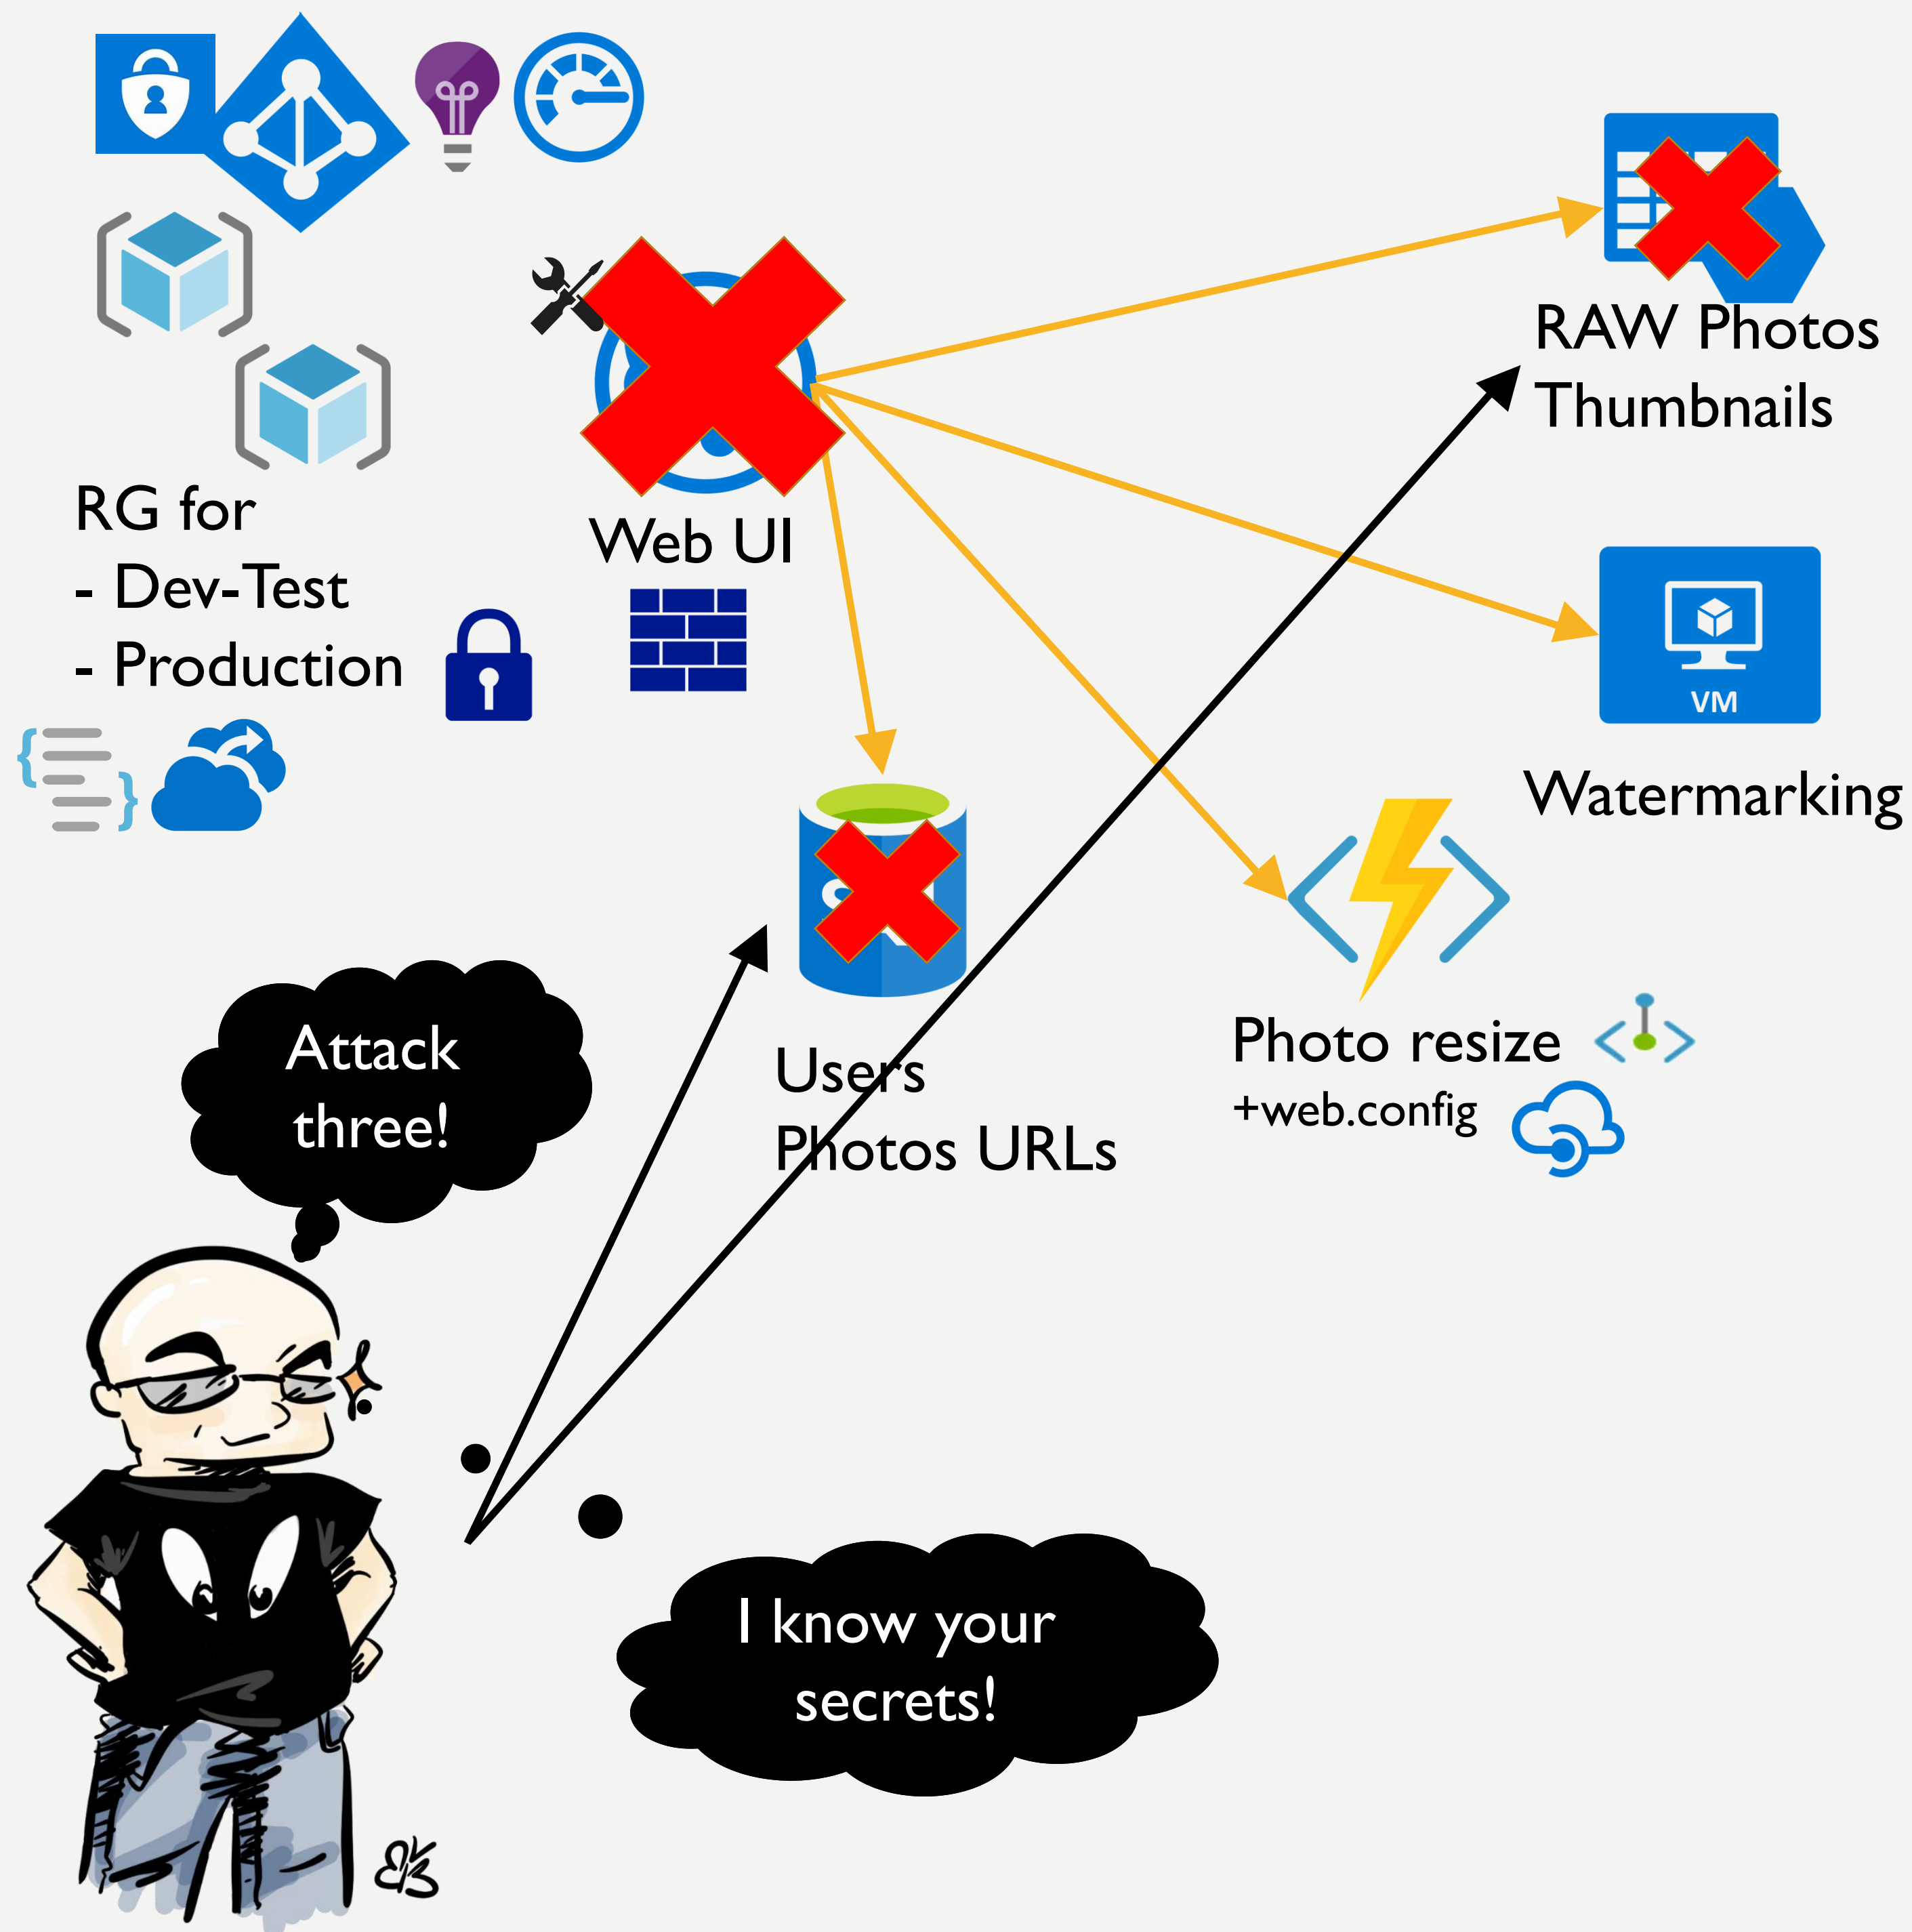 RAW Photos
Thumbnails
RG for
- Dev-Test
- Production
Web UI
VM
Watermarking
Attack
three!
Users
Photos URLs
Photo resize
+web.config
I know your
secrets!